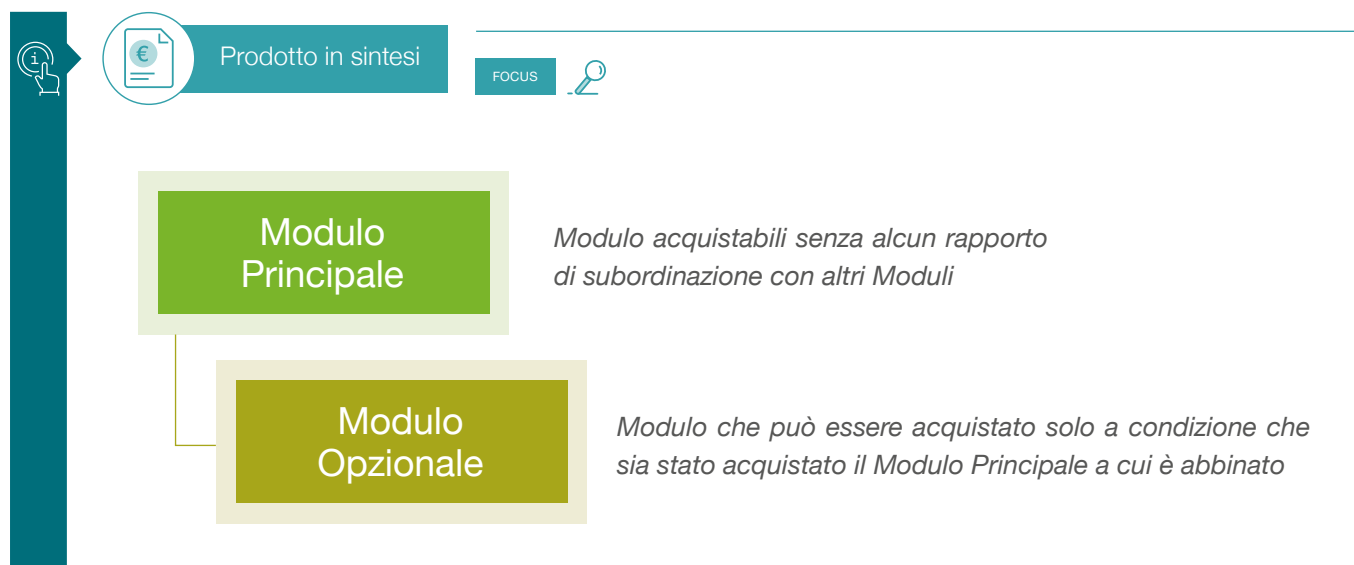 Prodotto in sintesi
FOCUS
Modulo
Principale
Modulo acquistabili senza alcun rapporto
di subordinazione con altri Moduli
Modulo
Opzionale
Modulo che può essere acquistato solo a condizione che
sia stato acquistato il Modulo Principale a cui è abbinato